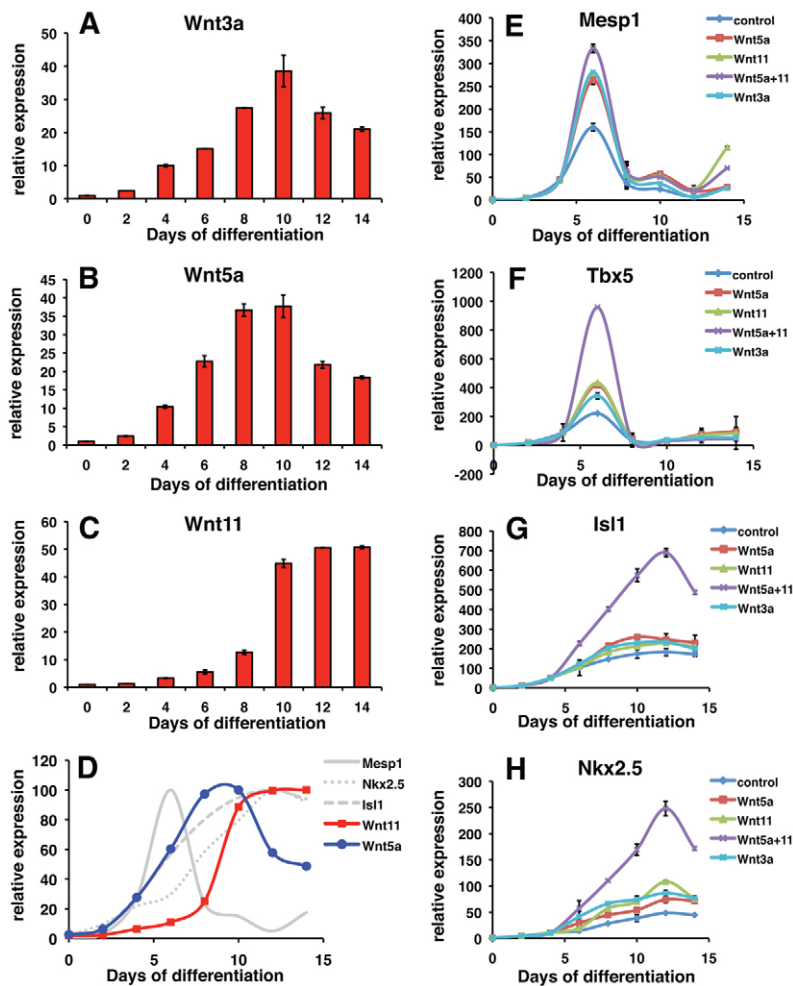 A
Wnt3a
relative expression
50
40
30
20
10
0
0 2 4 6 8 10 12 14
Days of differentiation
B
Wnt5a
relative expression
45
40
35
30
25
20
15
10
5
0
0 2 4 6 8 10 12 14
Days of differentiation
C
Wnt11
relative expression
60
50
40
30
20
10
0
0 2 4 6 8 10 12 14
Days of differentiation
D
relative expression
120
100
80
60
40
20
0
0 5 10 15
Days of differentiation
Mesp1
Nkx2.5
Isl1
Wnt11
Wnt5a
E
Mesp1
relative expression
400
350
300
250
200
150
100
50
0
0 5 10 15
Days of differentiation
control
Wnt5a
Wnt11
Wnt5a+11
Wnt3a
F
Tbx5
relative expression
1200
1000
800
600
400
200
0
-200
0 5 10 15
Days of differentiation
control
Wnt5a
Wnt11
Wnt5a+11
Wnt3a
G
Isl1
relative expression
800
700
600
500
400
300
200
100
0
0 5 10 15
Days of differentiation
control
Wnt5a
Wnt11
Wnt5a+11
Wnt3a
H
Nkx2.5
relative expression
300
250
200
150
100
50
0
0 5 10 15
Days of differentiation
control
Wnt5a
Wnt11
Wnt5a+11
Wnt3a